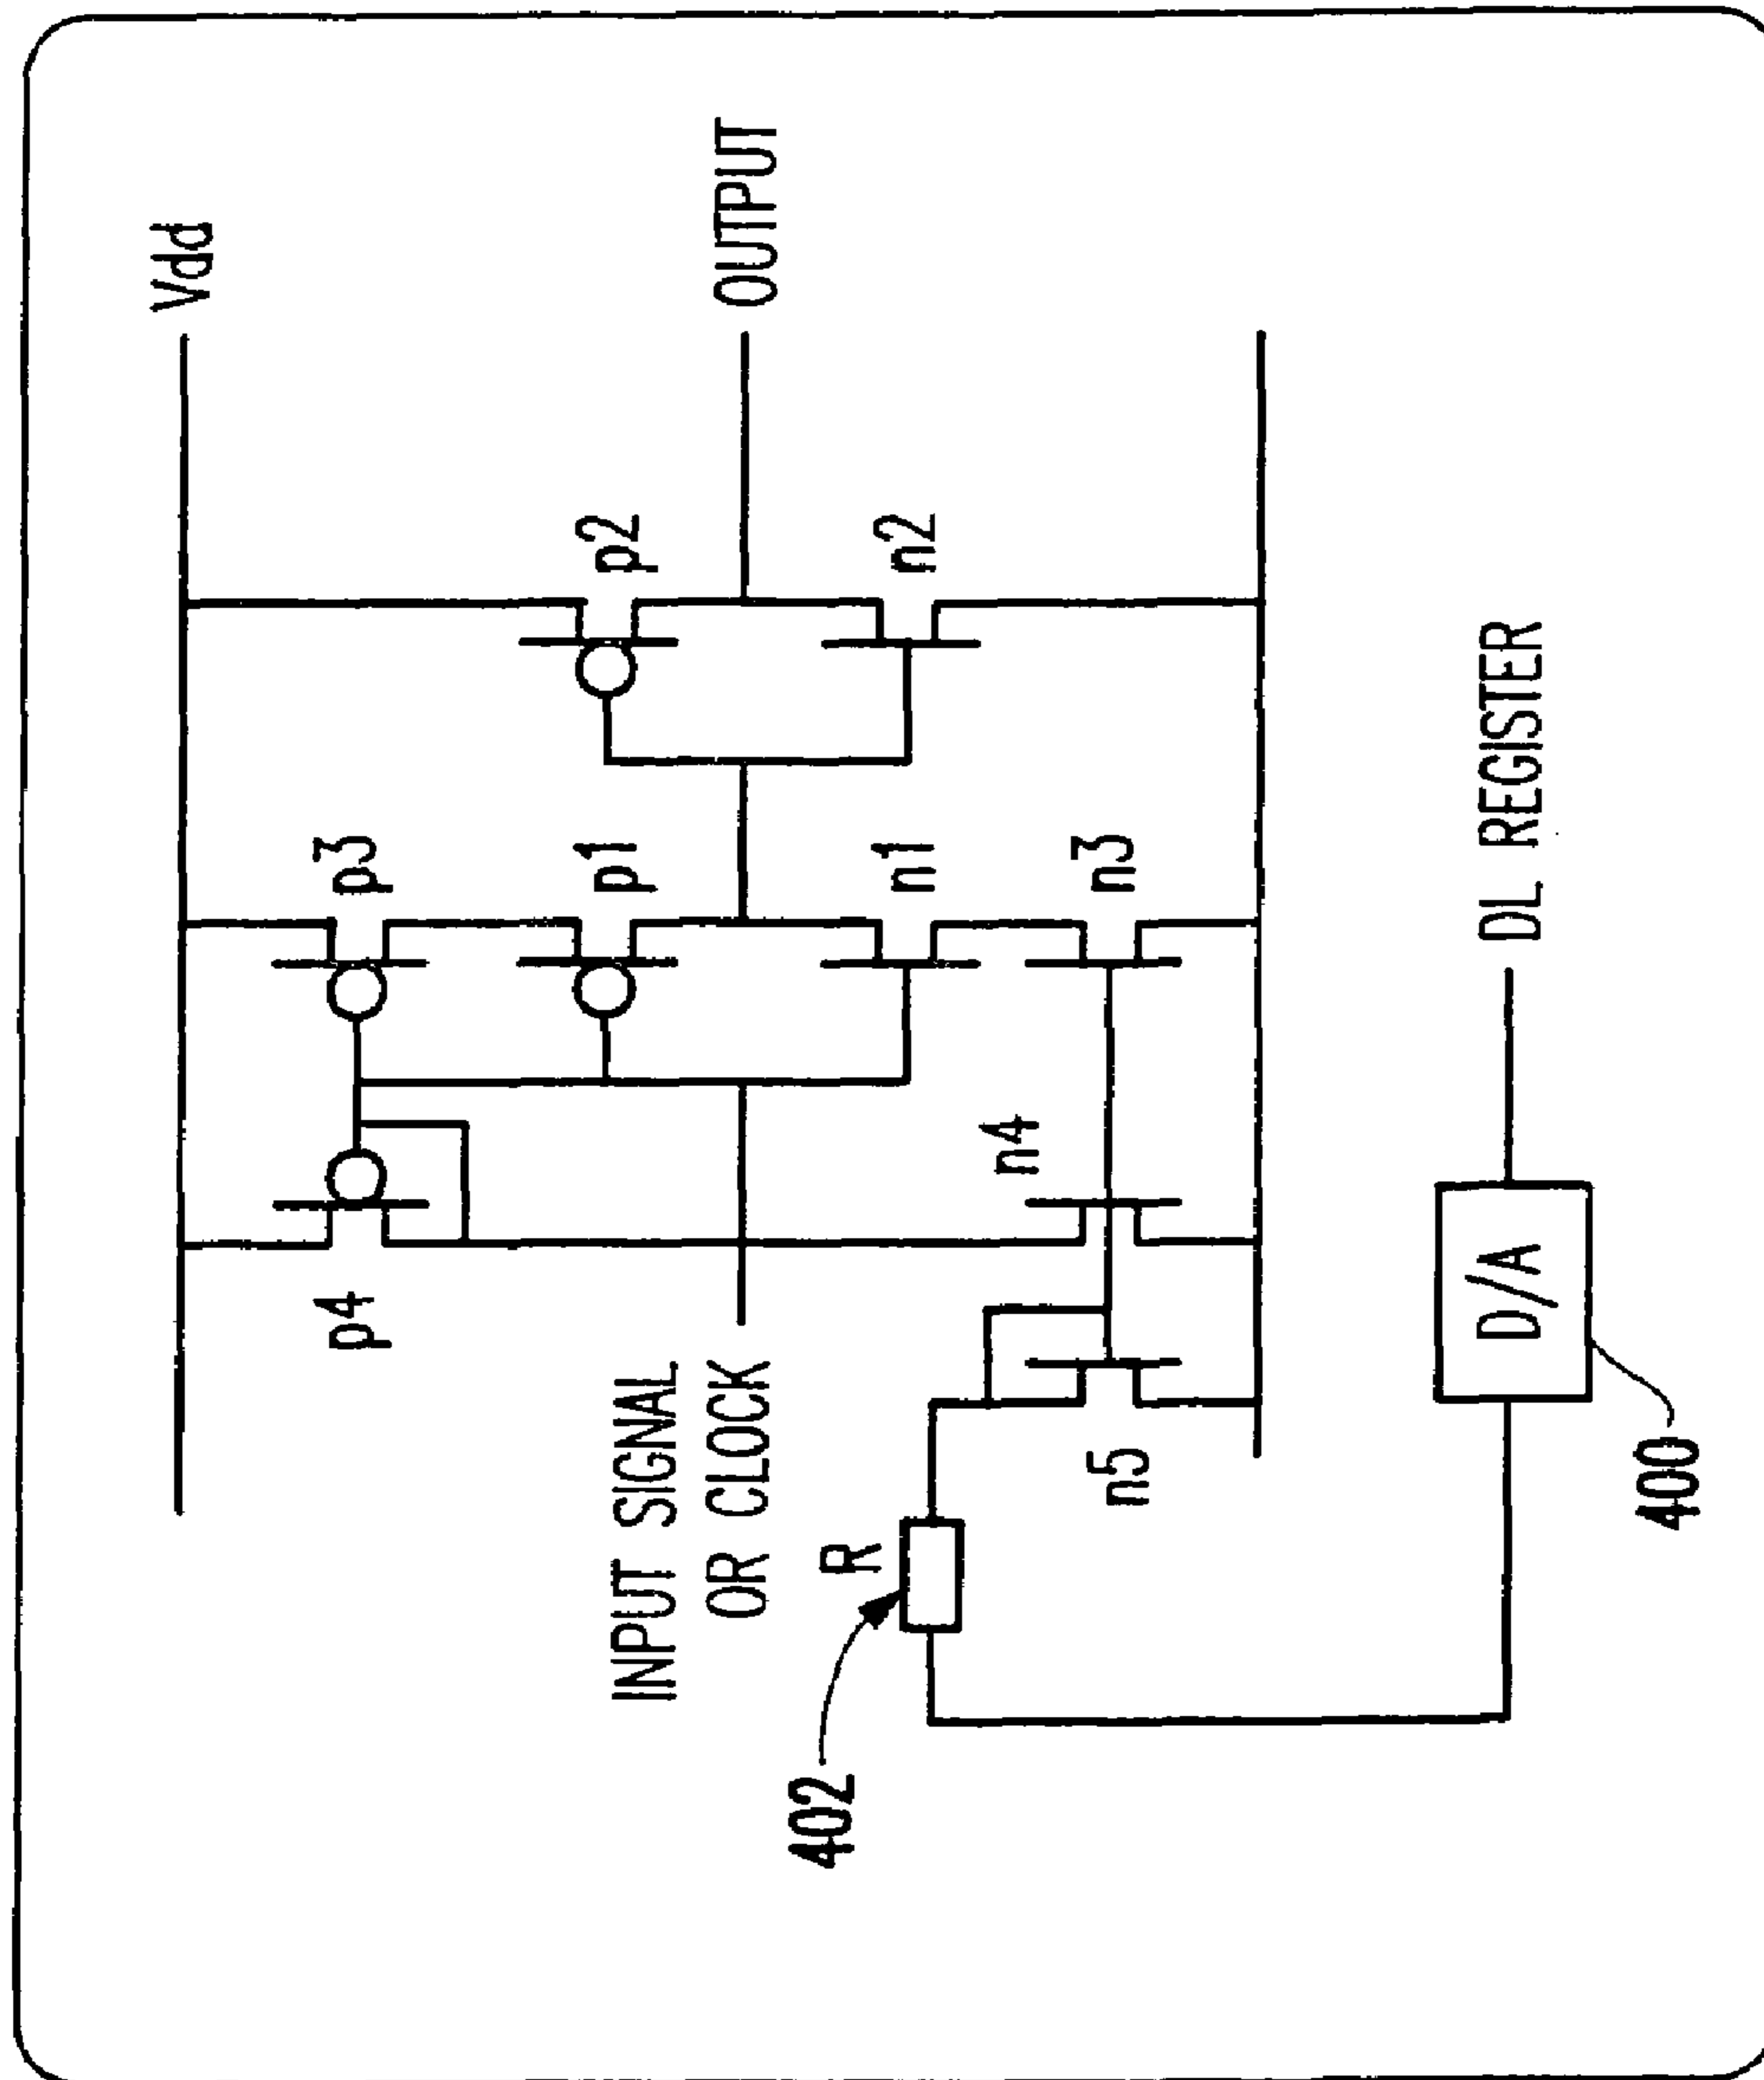 Vdd
p4
p3
p1
p2
OUTPUT
INPUT SIGNAL
OR CLOCK
n1
n2
402
R
n4
n3
n5
DL REGISTER
D/A
400